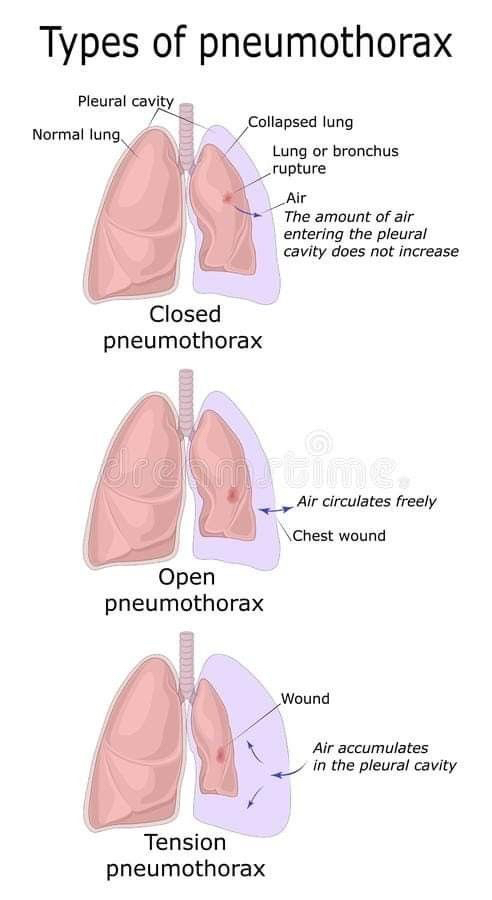 Types of pneumothorax
Pleural cavity
Normal lung
Collapsed lung
Lung or bronchus
rupture
Air
The amount of air
entering the pleural
cavity does not increase
Closed
pneumothorax
dreamstime.
Air circulates freely
Chest wound
Open
pneumothorax
Wound
Air accumulates
in the pleural cavity
Tension
pneumothorax